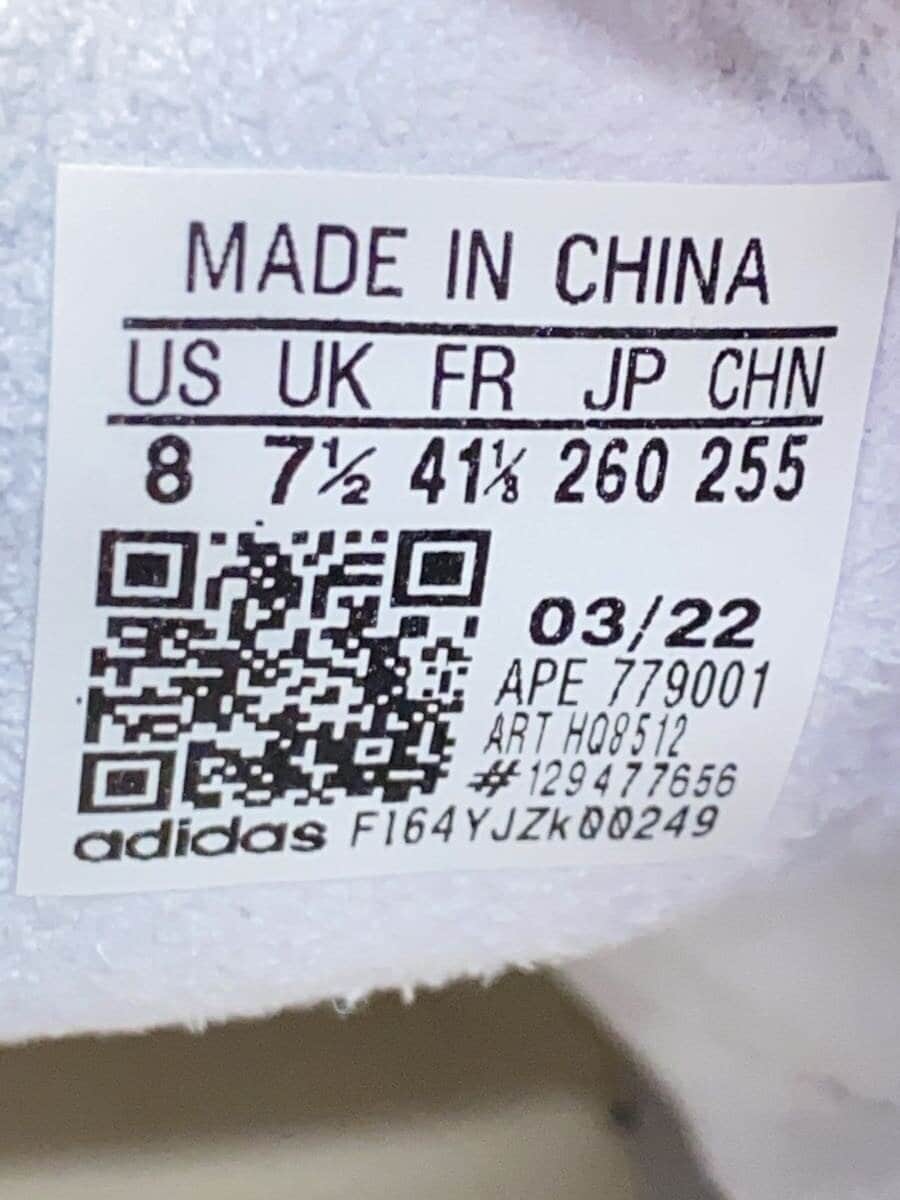 MADE IN CHINA
US UK FR JP CHN
8 7½ 41⅓ 260 255
03/22
APE 779001
ART HQ8512
#129477656
adidas F164YJZk00249